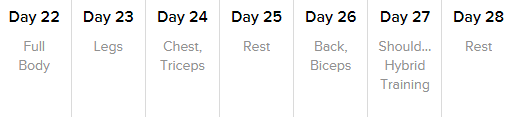 Day 22 Day 23 Day 24 Day 25 Day 26 Day 27 Day 28
Full Legs Chest, Rest Back, Should... Rest
Body Triceps Biceps Hybrid
Training